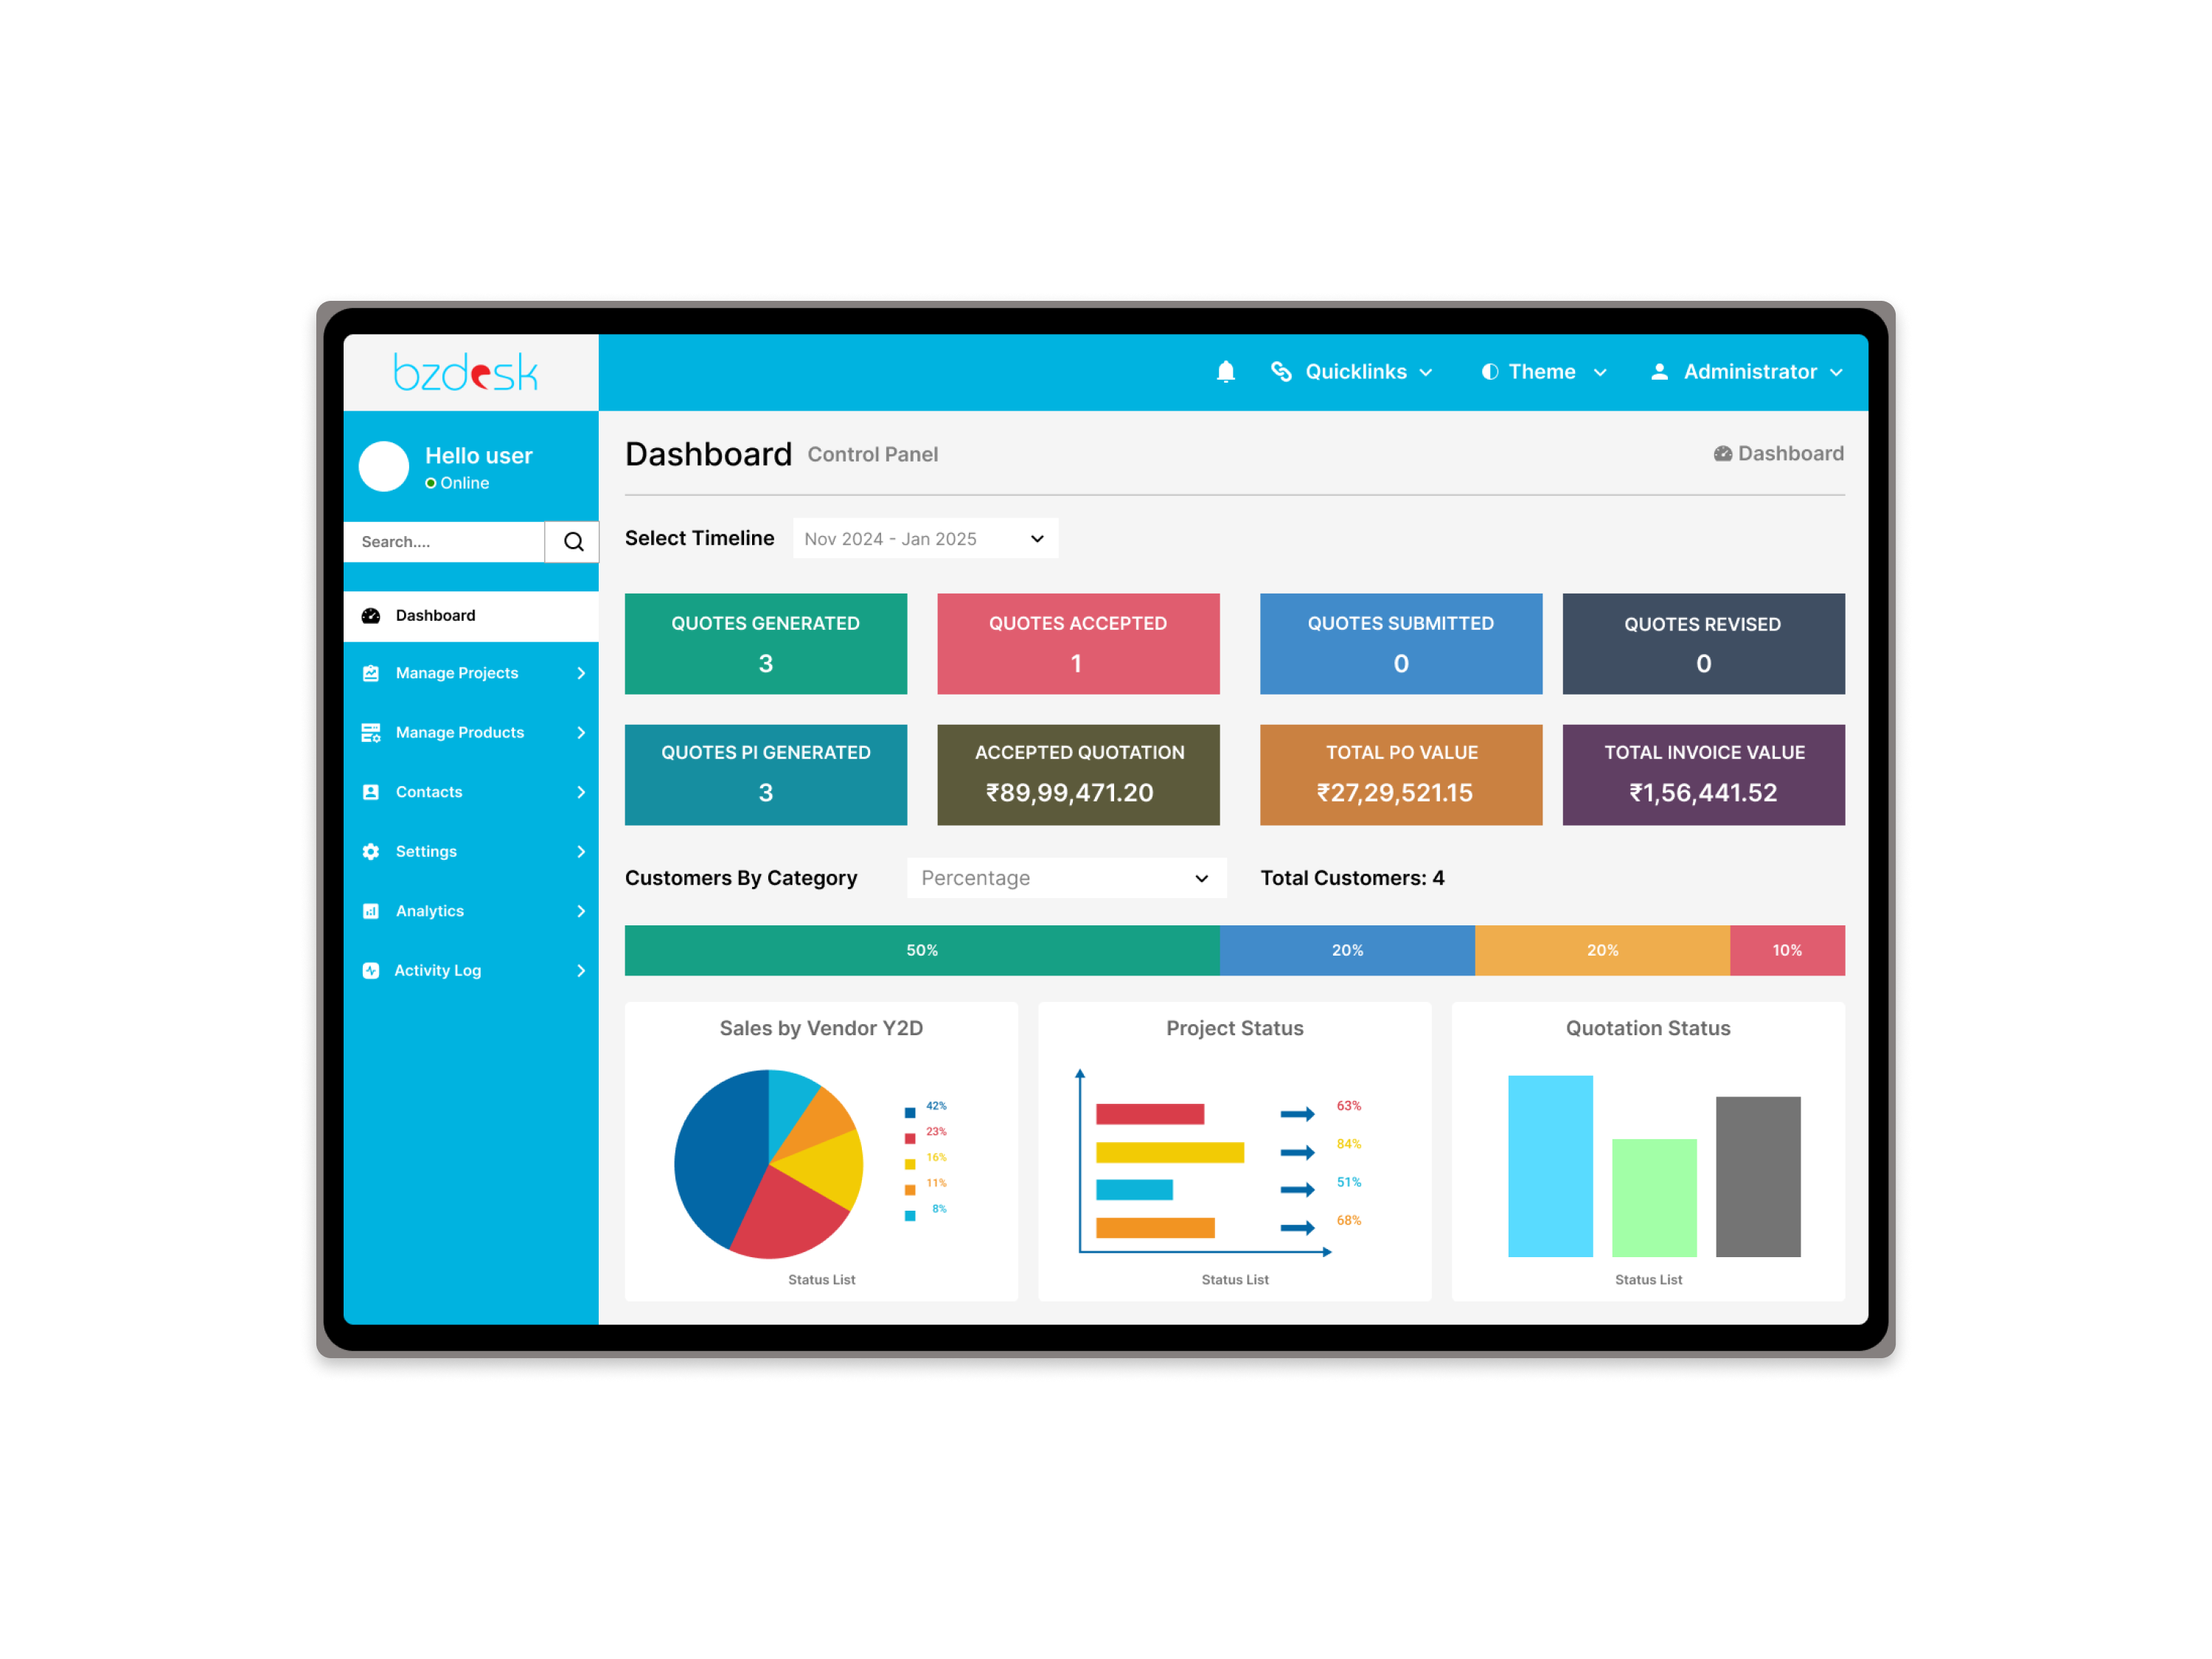 bzdesk
Quicklinks
Theme
Administrator
Hello user
Online
Search....
Dashboard
Manage Projects
Manage Products
Contacts
Settings
Analytics
Activity Log
Dashboard Control Panel
Dashboard
Select Timeline Nov 2024 - Jan 2025
QUOTES GENERATED
3
QUOTES ACCEPTED
1
QUOTES SUBMITTED
0
QUOTES REVISED
0
QUOTES PI GENERATED
3
ACCEPTED QUOTATION
₹89,99,471.20
TOTAL PO VALUE
₹27,29,521.15
TOTAL INVOICE VALUE
₹1,56,441.52
Customers By Category Percentage Total Customers: 4
50% 20% 20% 10%
Sales by Vendor Y2D
42%
23%
16%
11%
8%
Status List
Project Status
63%
84%
51%
68%
Status List
Quotation Status
Status List